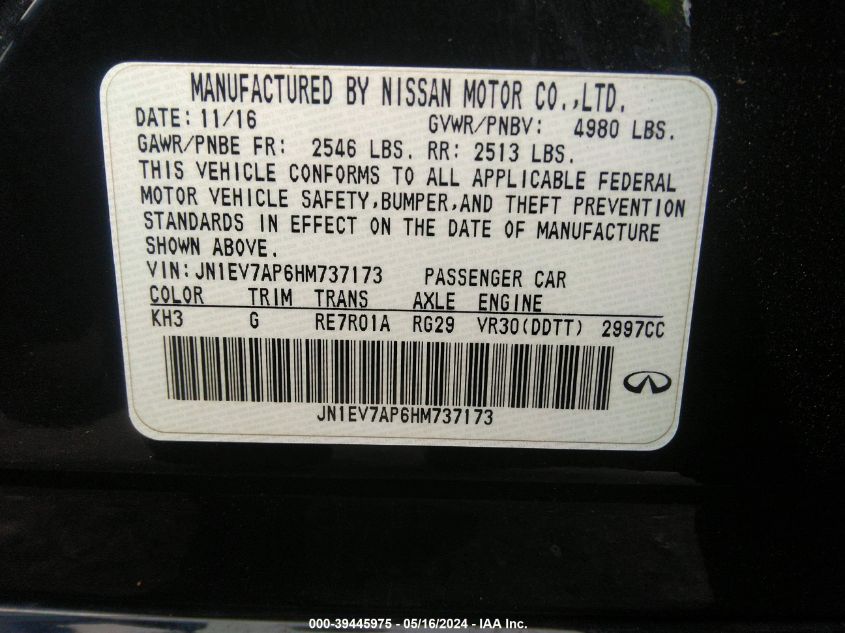 MANUFACTURED BY NISSAN MOTOR CO.,LTD.
DATE: 11/16 GVWR/PNBV: 4980 LBS.
GAWR/PNBE FR: 2546 LBS. RR: 2513 LBS.
THIS VEHICLE CONFORMS TO ALL APPLICABLE FEDERAL
MOTOR VEHICLE SAFETY,BUMPER,AND THEFT PREVENTION
STANDARDS IN EFFECT ON THE DATE OF MANUFACTURE
SHOWN ABOVE.
VIN: JN1EV7AP6HM737173 PASSENGER CAR
COLOR TRIM TRANS AXLE ENGINE
KH3 G RE7R01A RG29 VR30(DDTT) 2997CC
JN1EV7AP6HM737173
000-39445975 - 05/16/2024 - IAA Inc.